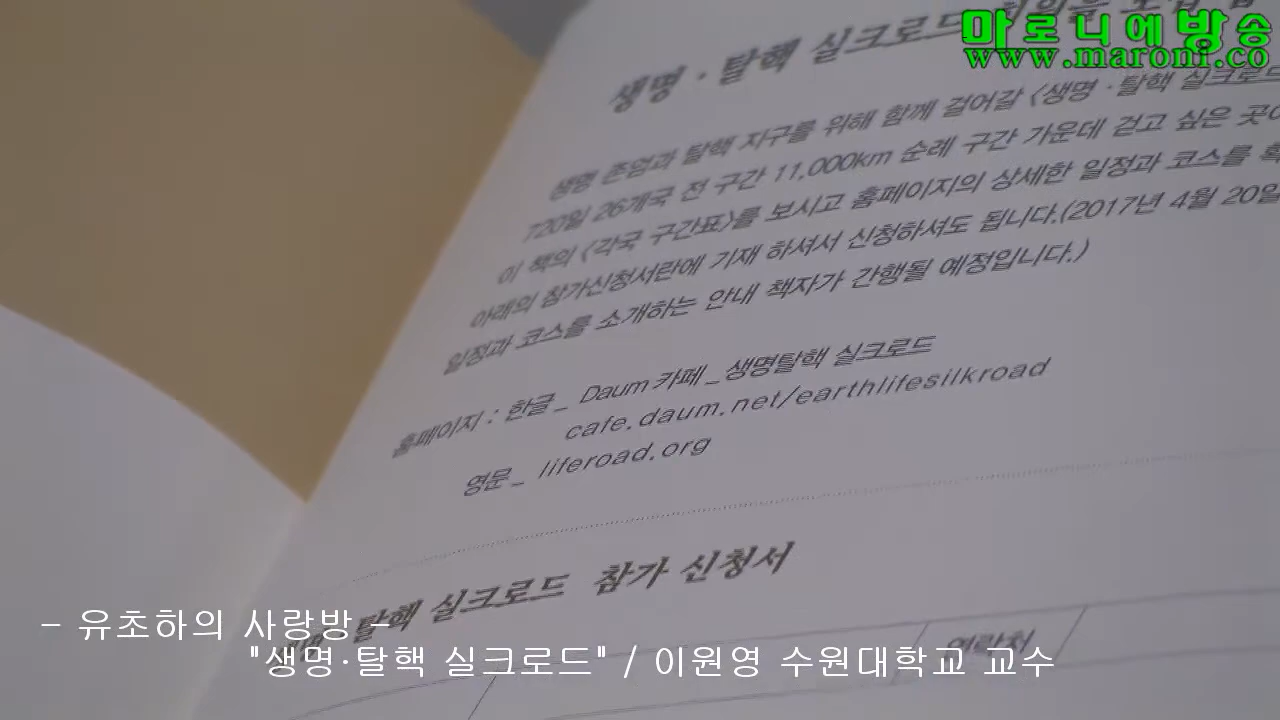 마로니에방송
www.maroni.co
생명 · 탈핵 실크로드 회원을
생명 존엄과 탈핵 지구를 위해 함께 걸어갈 <생명 · 탈핵 실크로드
720일 26개국 전 구간 11,000km 순례 구간 가운데 걷고 싶은 곳이
이 책의 <각국 구간표>를 보시고 홈페이지의 상세한 일정과 코스를
아래의 참가신청서란에 기재 하셔서 신청하셔도 됩니다.(2017년 4월 20일
일정과 코스를 소개하는 안내 책자가 간행될 예정입니다.)
홈페이지 : 한글_ Daum 카페_생명탈핵 실크로드
cafe.daum.net/earthlifesilkroad
영문_ liferoad.org
탈핵 실크로드 참가 신청서
연락처
- 유초하의 사랑방 -
"생명·탈핵 실크로드" / 이원영 수원대학교 교수